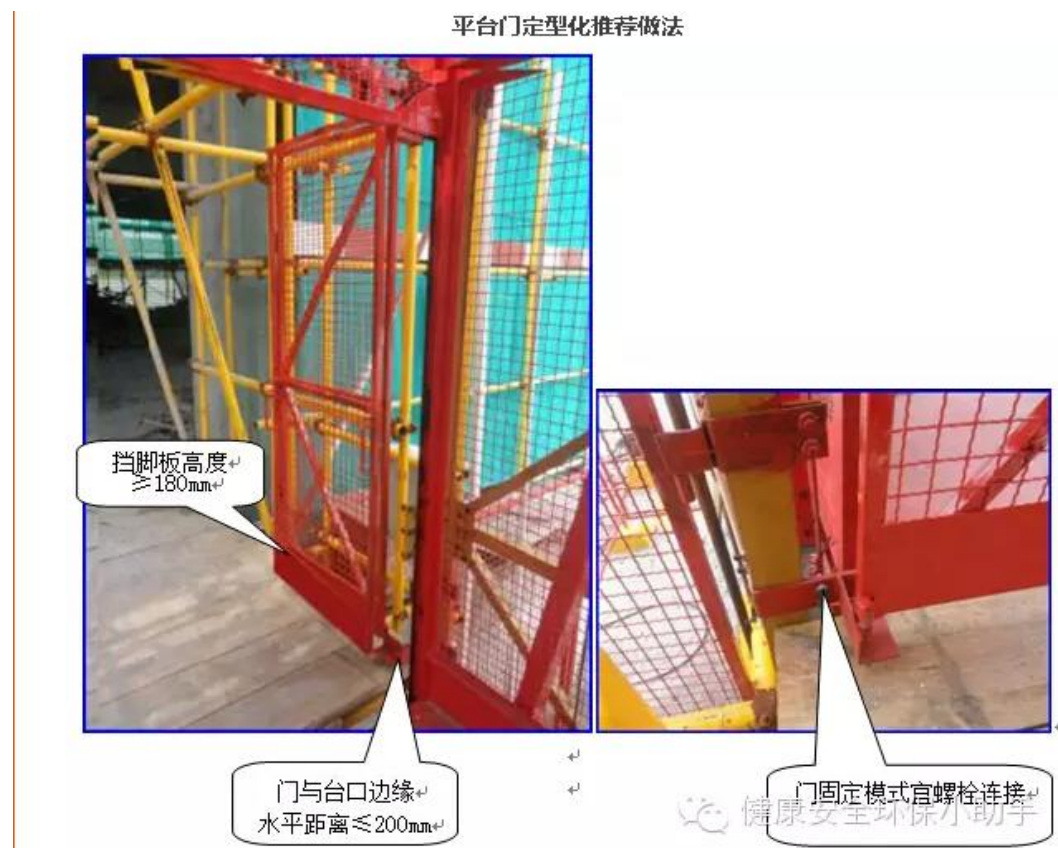 平台门定型化推荐做法
挡脚板高度
≥180mm
门与台口边缘
水平距离≤200mm
门固定模式宜螺栓连接
健康安全环保小助手